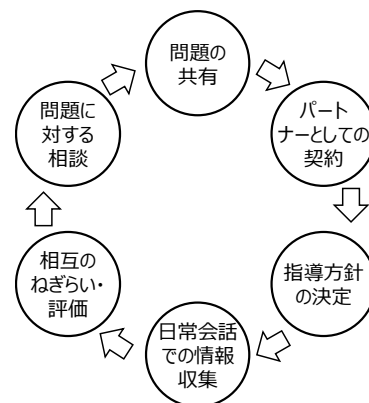 問題の
共有
パート
ナーとしての
契約
指導方針
の決定
日常会話
での情報
収集
相互の
ねぎらい・
評価
問題に
対する
相談